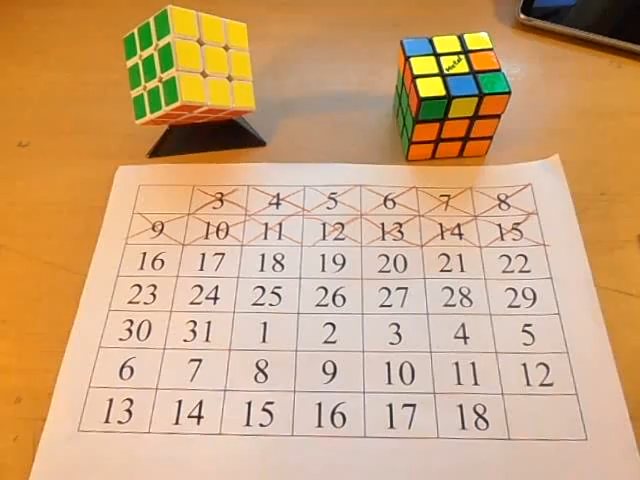 MoYu
3 4 5 6 7 8
9 10 11 12 13 14 15
16 17 18 19 20 21 22
23 24 25 26 27 28 29
30 31 1 2 3 4 5
6 7 8 9 10 11 12
13 14 15 16 17 18